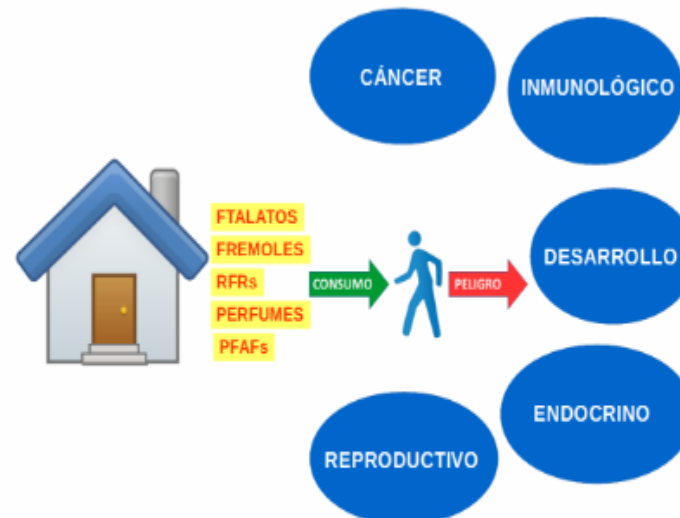 CÁNCER
INMUNOLÓGICO
FTALATOS
FREMOLES
RFRs
PERFUMES
PFAFs
CONSUMO
PELIGRO
DESARROLLO
ENDOCRINO
REPRODUCTIVO